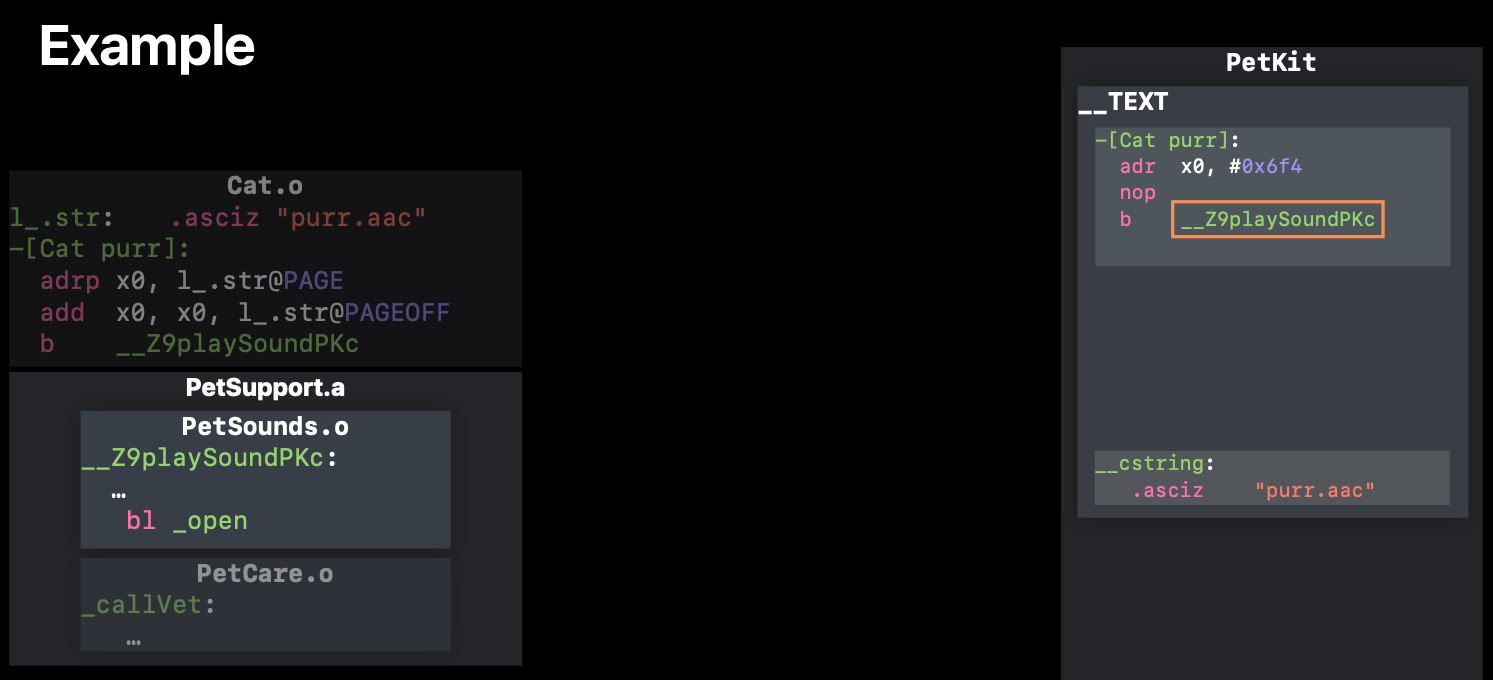 Example
Cat.o
l_.str:    .asciz "purr.aac"
−[Cat purr]:
  adrp x0, l_.str@PAGE
  add  x0, x0, l_.str@PAGEOFF
  b    __Z9playSoundPKc
PetSupport.a
PetSounds.o
__Z9playSoundPKc:
  …
   bl _open
PetCare.o
_callVet:
   …
PetKit
__TEXT
−[Cat purr]:
  adr  x0, #0x6f4
  nop
  b    __Z9playSoundPKc
__cstring:
   .asciz    "purr.aac"